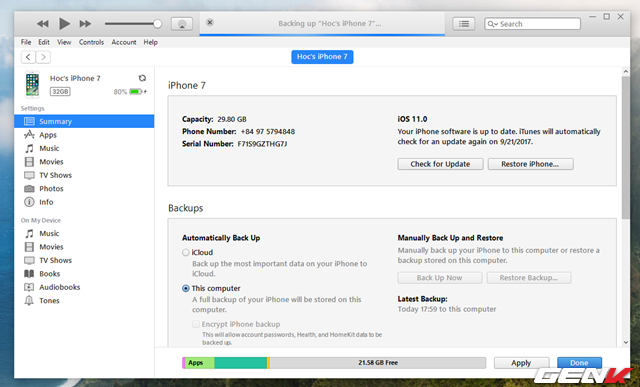 Backing up "Hoc's iPhone 7"...
Search
File Edit View Controls Account Help
Hoc's iPhone 7
Hoc's iPhone 7
32GB 80%
Settings
Summary
Apps
Music
Movies
TV Shows
Photos
Info
On My Device
Music
Movies
TV Shows
Books
Audiobooks
Tones
iPhone 7
Capacity: 29.80 GB
Phone Number: +84 97 5794848
Serial Number: F71S9GZTHG7J
iOS 11.0
Your iPhone software is up to date. iTunes will automatically
check for an update again on 9/21/2017.
Check for Update Restore iPhone...
Backups
Automatically Back Up
iCloud
Back up the most important data on your iPhone to
iCloud.
This computer
A full backup of your iPhone will be stored on this
computer.
Encrypt iPhone backup
This will allow account passwords, Health, and HomeKit data to be
backed up.
Manually Back Up and Restore
Manually back up your iPhone to this computer or restore a
backup stored on this computer.
Back Up Now Restore Backup...
Latest Backup:
Today 17:59 to this computer
Apps 21.58 GB Free Apply Done
GENK